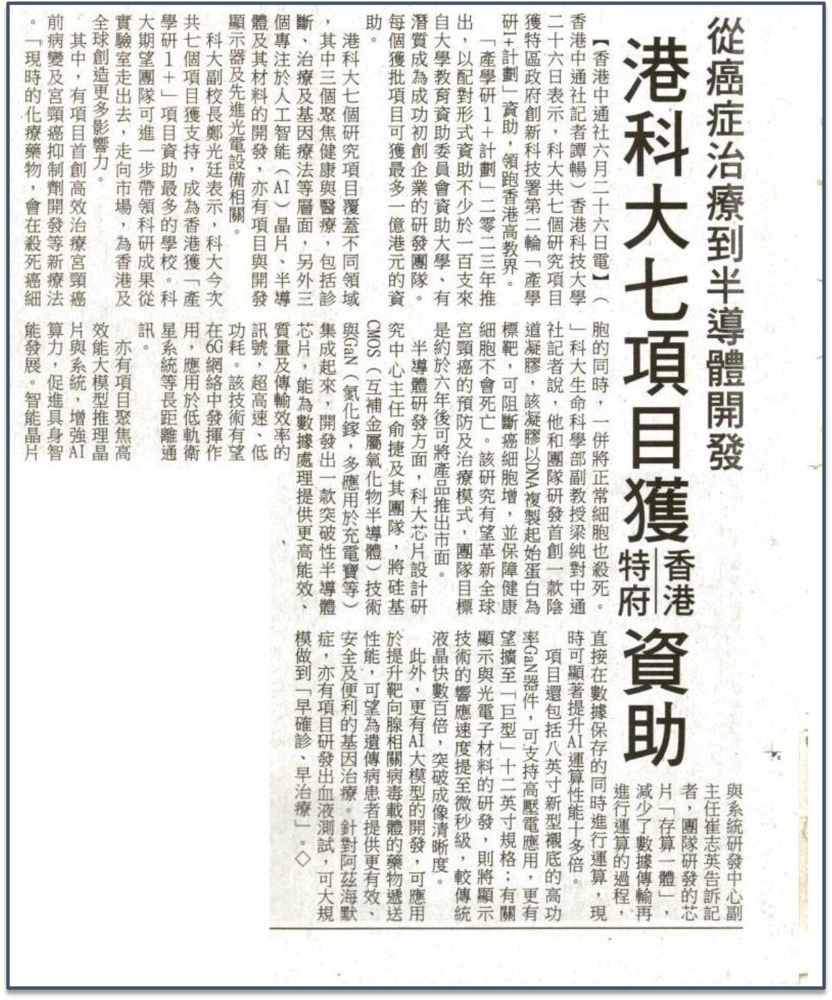 從癌症治療到半導體開發
港科大七項目獲香港特府資助
【香港中通社六月二十六日電】（
香港中通社記者譚暢）香港科技大學
二十六日表示，科大共七個研究項目
獲特區政府創新科技署第二輪「產學
研1+計劃」資助，領跑香港高教界。
「產學研1＋計劃」二零二三年推
出，以配對形式資助不少於一百支來
自大學教育資助委員會資助大學、有
潛質成為成功初創企業的研發團隊。
每個獲批項目可獲最多一億港元的資
助。
港科大七個研究項目覆蓋不同領域
，其中三個聚焦健康與醫療，包括診
斷、治療及基因療法等層面，另外三
個專注於人工智能（AI）晶片、半導
體及其材料的開發，亦有項目與開發
顯示器及先進光電設備相關。
科大副校長鄭光廷表示，科大今次
共七個項目獲支持，成為香港獲「產
學研1＋」項目資助最多的學校。科
大期望團隊可進一步帶領科研成果從
實驗室走出去，走向市場，為香港及
全球創造更多影響力。
其中，有項目首創高效治療宮頸癌
前病變及宮頸癌抑制劑開發等新療法
。「現時的化療藥物，會在殺死癌細
胞的同時，一併將正常細胞也殺死。
」科大生命科學部副教授梁純對中通
社記者說，他和團隊研發首創一款陰
道凝膠，該凝膠以DNA複製起始蛋白為
標靶，可阻斷癌細胞增，並保障健康
細胞不會死亡。該研究有望革新全球
宮頸癌的預防及治療模式，團隊目標
是約於六年後可將產品推出市面。
半導體研發方面，科大芯片設計研
究中心主任俞捷及其團隊，將硅基
CMOS（互補金屬氧化物半導體）技術
與GaN（氮化鎵，多應用於充電寶等）
集成起來，開發出一款突破性半導體
芯片，能為數據處理提供更高能效、
質量及傳輸效率的
訊號，超高速、低
功耗。該技術有望
在6G網絡中發揮作
用，應用於低軌衛
星系統等長距離通
訊。
亦有項目聚焦高
效能大模型推理晶
片與系統，增強AI
算力，促進具身智
能發展。智能晶片
與系統研發中心副
主任崔志英告訴記
者，團隊研發的芯
片「存算一體」，
減少了數據傳輸再
進行運算的過程，
直接在數據保存的同時進行運算，現
時可顯著提升AI運算性能十多倍。
項目還包括八英寸新型襯底的高功
率GaN器件，可支持高壓電應用，更有
望擴至「巨型」十二英寸規格；有關
顯示與光電子材料的研發，則將顯示
技術的響應速度提至微秒級，較傳統
液晶快數百倍，突破成像清晰度。
此外，更有AI大模型的開發，可應用
於提升靶向腺相關病毒載體的藥物遞送
性能，可望為遺傳病患者提供更有效、
安全及便利的基因治療。針對阿茲海默
症，亦有項目研發出血液測試，可大規
模做到「早確診、早治療」。◇